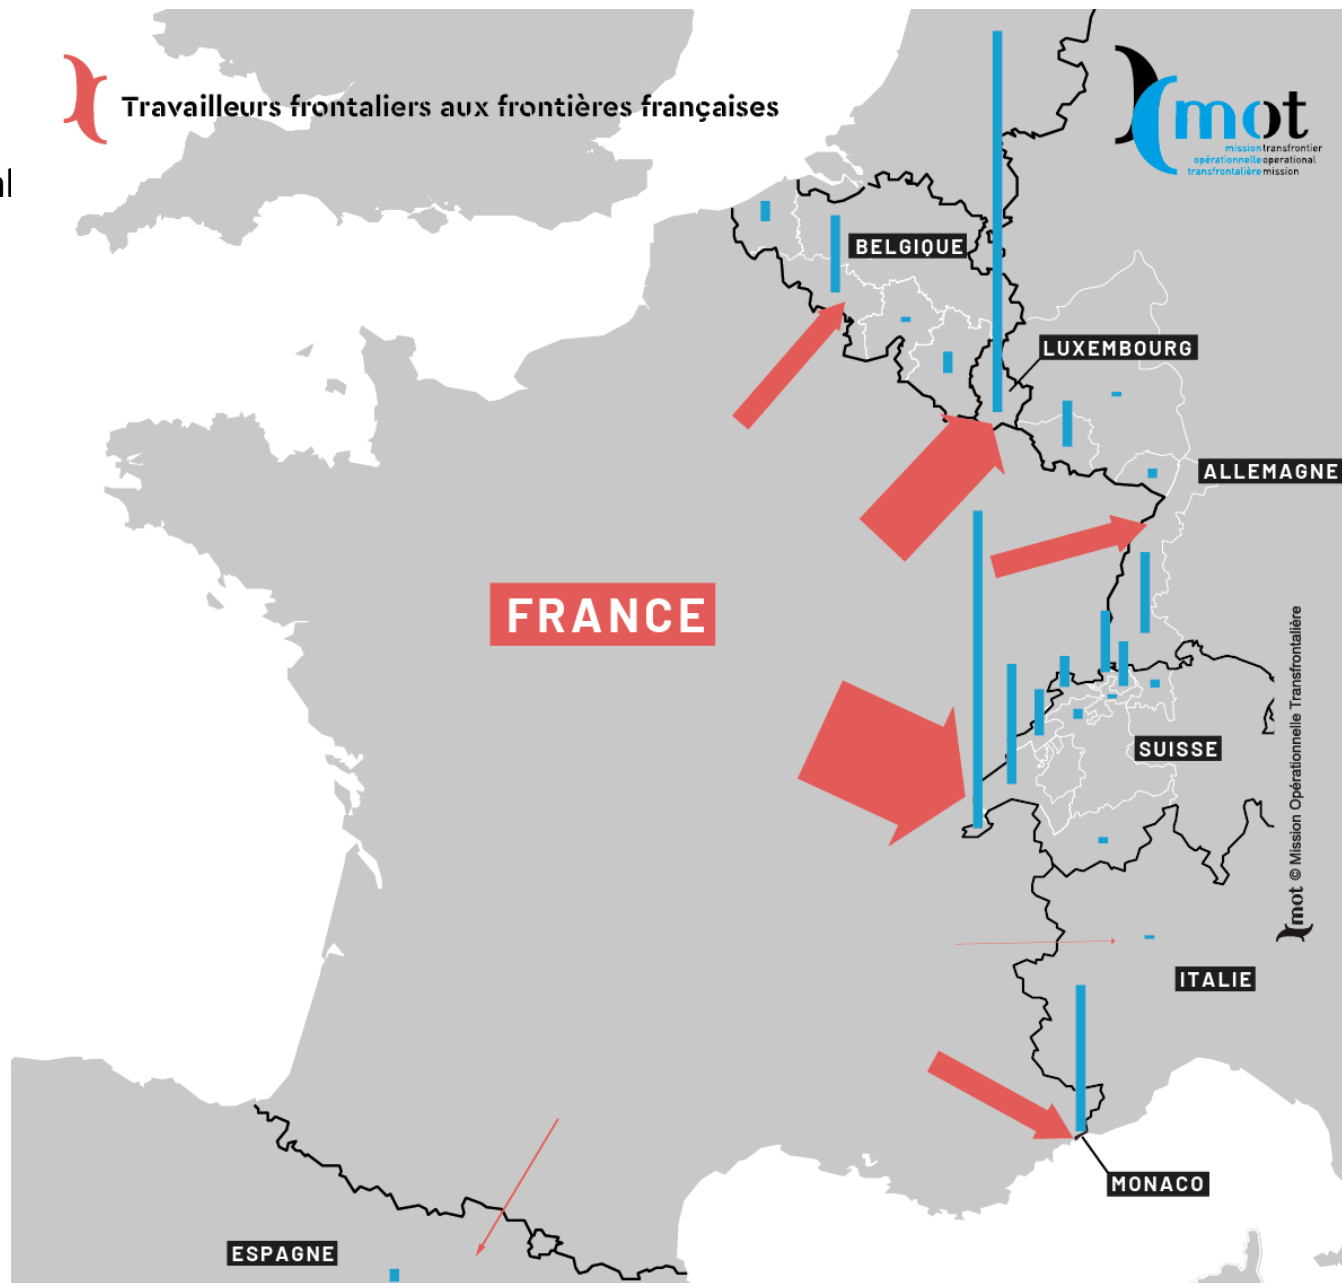 Travailleurs frontaliers aux frontières françaises
mot
mission transfrontier
opérationnelle operational
transfrontalière mission
al
BELGIQUE
LUXEMBOURG
ALLEMAGNE
FRANCE
SUISSE
mot © Mission Opérationnelle Transfrontalière
ITALIE
MONACO
ESPAGNE